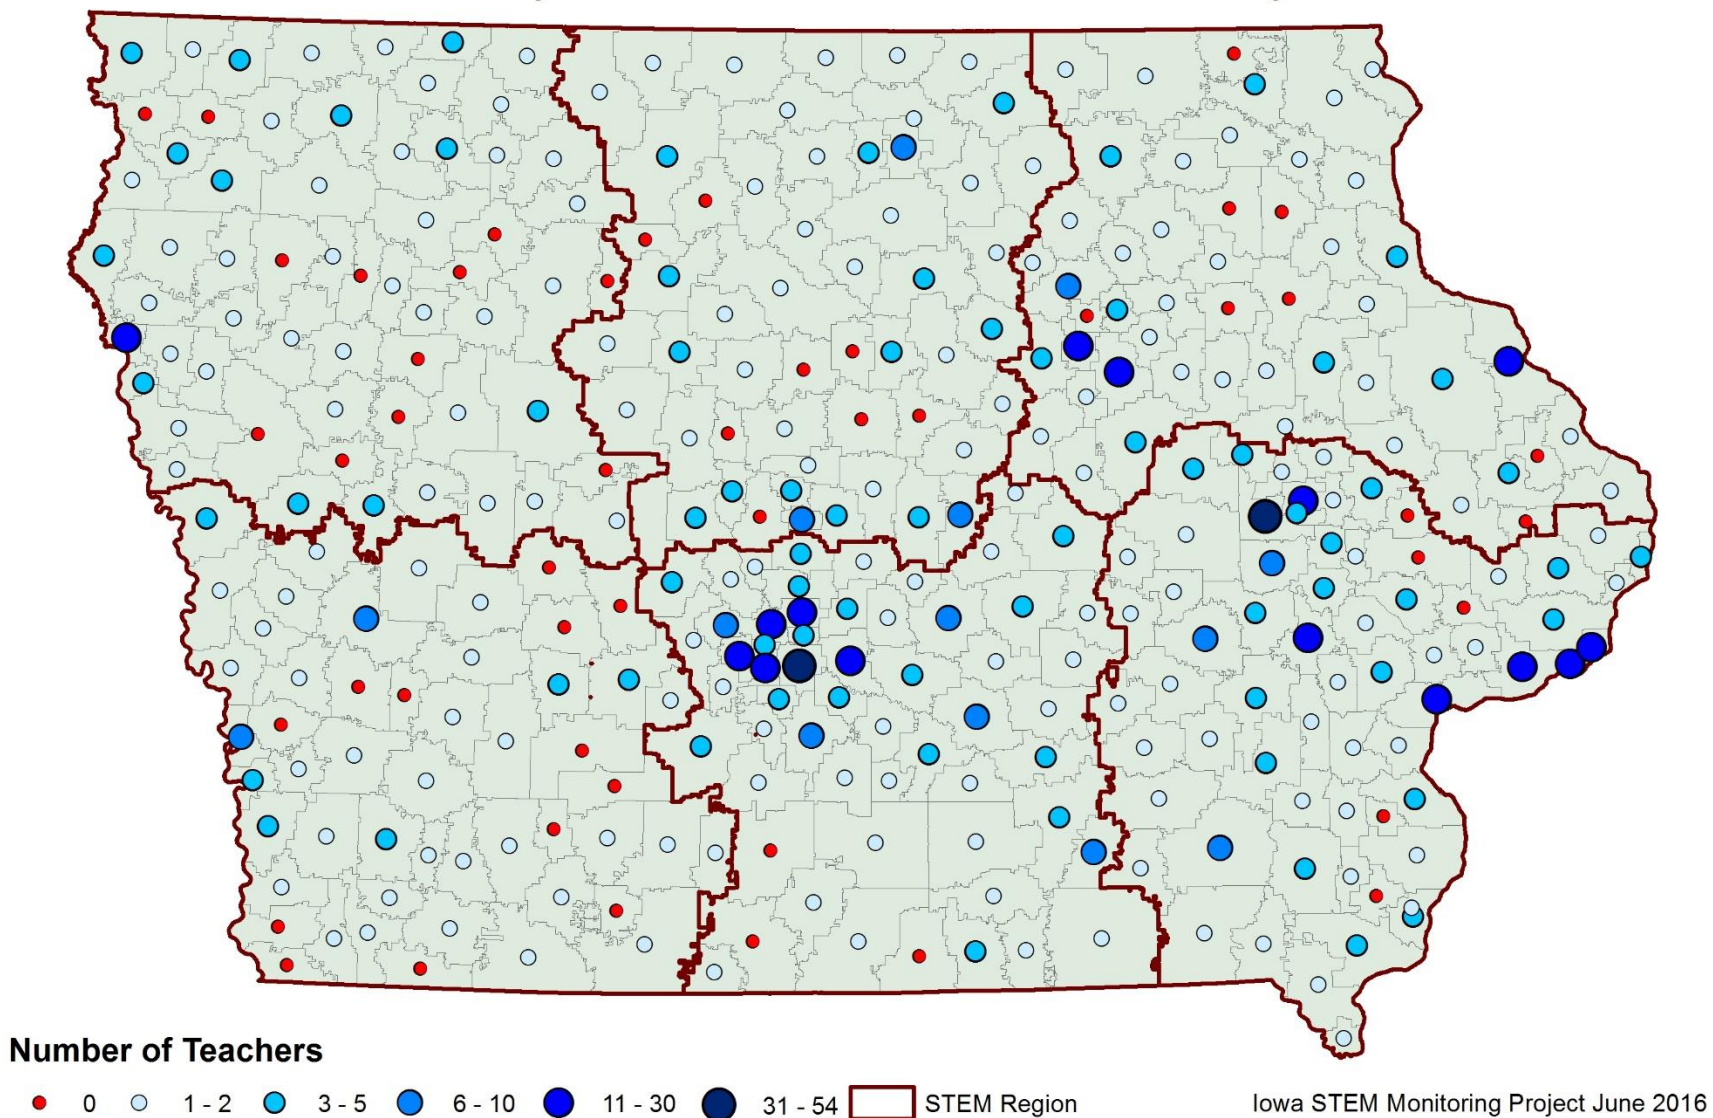 Number of Teachers
0 1 - 2 3 - 5 6 - 10 11 - 30 31 - 54 STEM Region Iowa STEM Monitoring Project June 2016